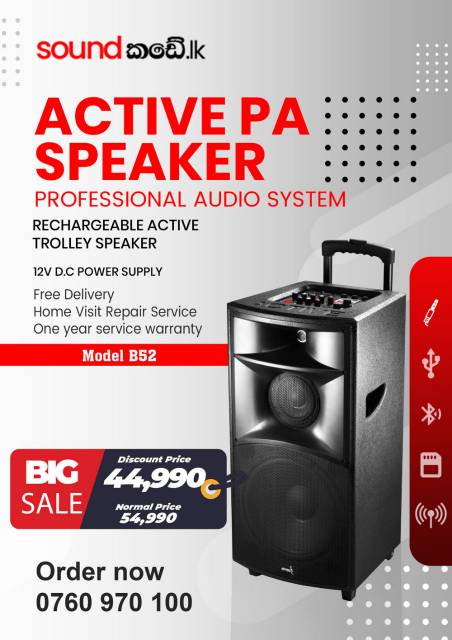 sound කඩේ.lk
ACTIVE PA
SPEAKER
PROFESSIONAL AUDIO SYSTEM
RECHARGEABLE ACTIVE
TROLLEY SPEAKER
12V D.C POWER SUPPLY
Free Delivery
Home Visit Repair Service
One year service warranty
Model B52
BIG
SALE
Discount Price
44,990
Normal Price
54,990
Order now
0760 970 100